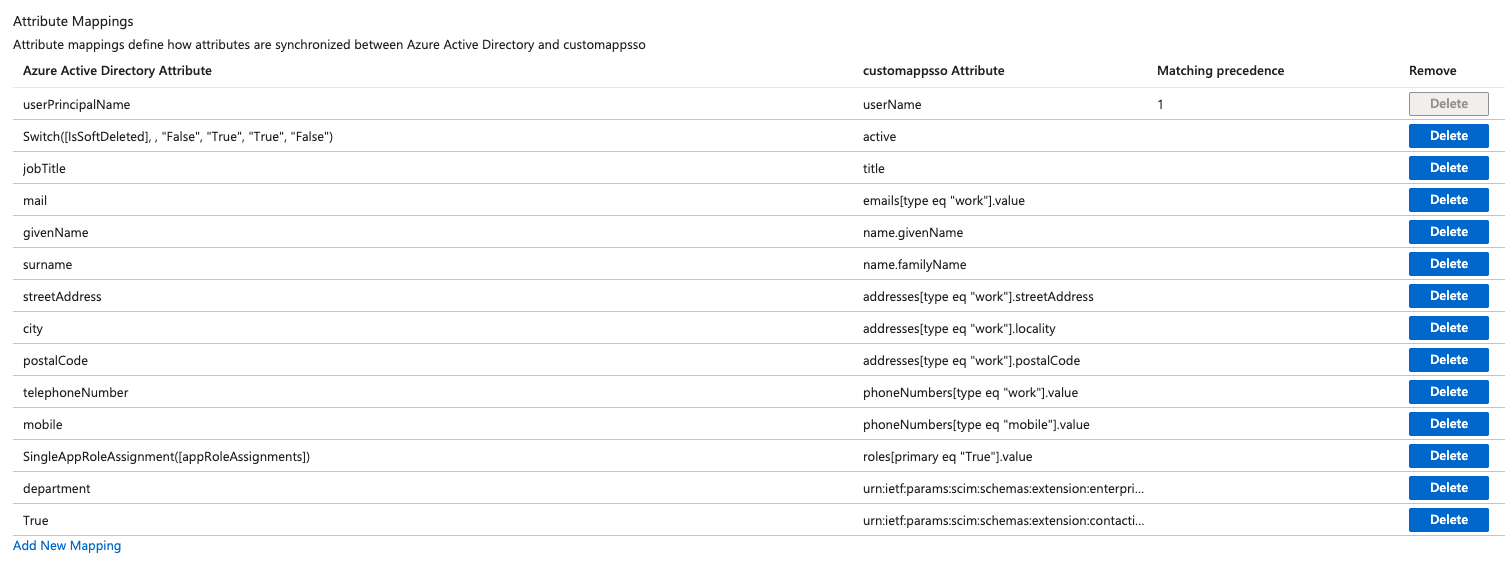 Attribute Mappings
Attribute mappings define how attributes are synchronized between Azure Active Directory and customappsso
Azure Active Directory Attribute customappsso Attribute Matching precedence Remove
userPrincipalName userName 1 Delete
Switch([IsSoftDeleted], , "False", "True", "True", "False") active Delete
jobTitle title Delete
mail emails[type eq "work"].value Delete
givenName name.givenName Delete
surname name.familyName Delete
streetAddress addresses[type eq "work"].streetAddress Delete
city addresses[type eq "work"].locality Delete
postalCode addresses[type eq "work"].postalCode Delete
telephoneNumber phoneNumbers[type eq "work"].value Delete
mobile phoneNumbers[type eq "mobile"].value Delete
SingleAppRoleAssignment([appRoleAssignments]) roles[primary eq "True"].value Delete
department urn:ietf:params:scim:schemas:extension:enterpri... Delete
True urn:ietf:params:scim:schemas:extension:contacti... Delete
Add New Mapping